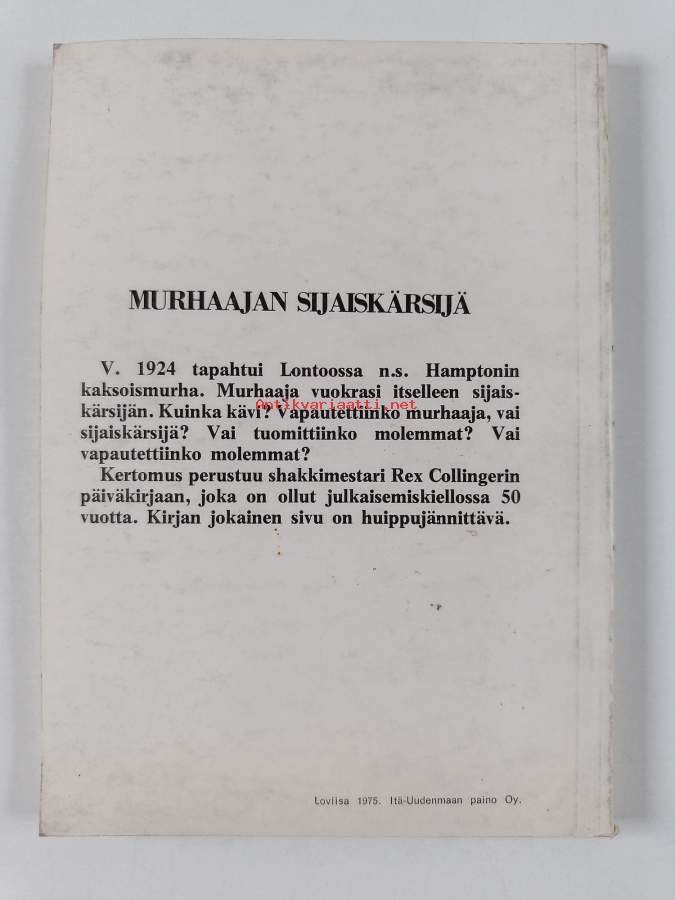 MURHAAJAN SIJAISKÄRSIJÄ
V. 1924 tapahtui Lontoossa n.s. Hamptonin
kaksoismurha. Murhaaja vuokrasi itselleen sijais-
kärsijän. Kuinka kävi? Vapautettiinko murhaaja, vai
Antikvariaatti.net
sijaiskärsijä? Vai tuomittiinko molemmat? Vai
vapautettiinko molemmat?
Kertomus perustuu shakkimestari Rex Collingerin
päiväkirjaan, joka on ollut julkaisemiskiellossa 50
vuotta. Kirjan jokainen sivu on huippujännittävä.
Loviisa 1975. Itä-Uudenmaan paino Oy.